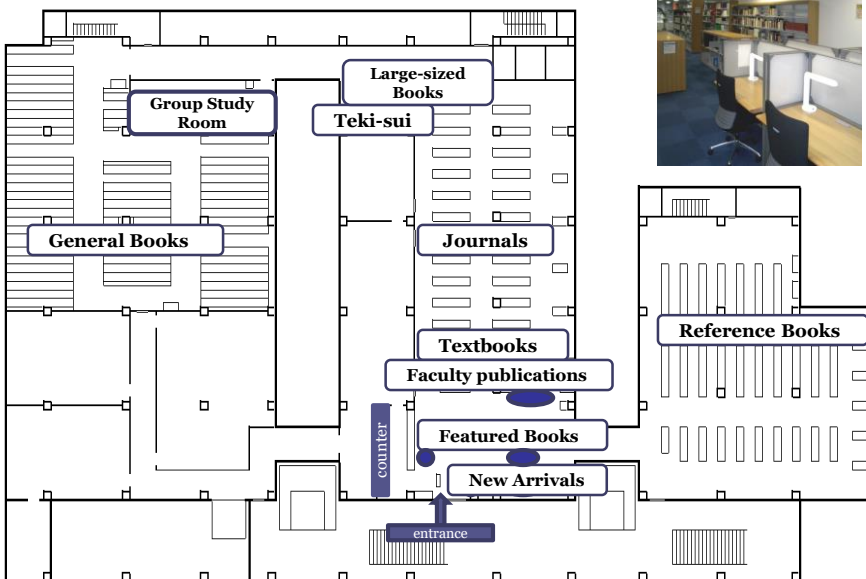 Large-sized
Books
Group Study
Room
Teki-sui
General Books
Journals
Reference Books
Textbooks
Faculty publications
counter
Featured Books
New Arrivals
entrance